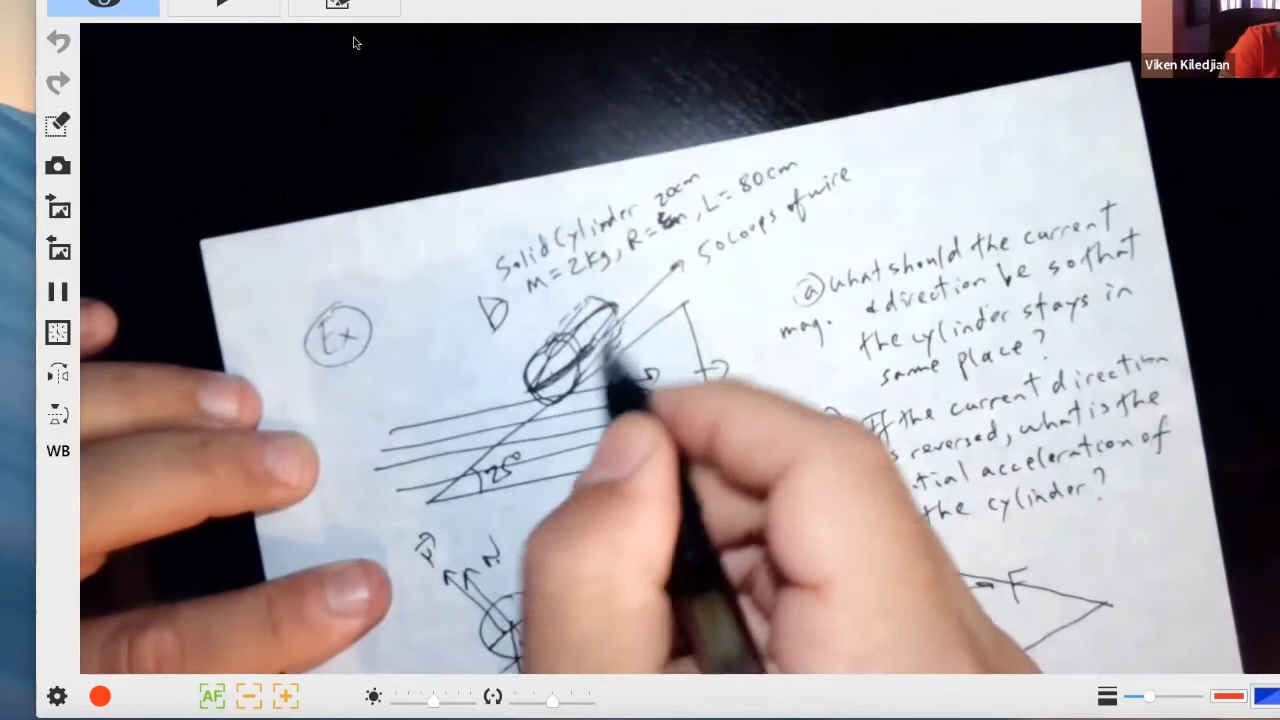 Viken Kiledjian
WB
AF
Ex
Solid Cylinder 20cm
m = 2kg, R = , L = 80cm
50 Loops of wire
D
25°
N
F
(a) What should the current
mag. & direction be so that
the cylinder stays in
same place?
If the current direction
reversed, what is the
tial acceleration of
the cylinder?